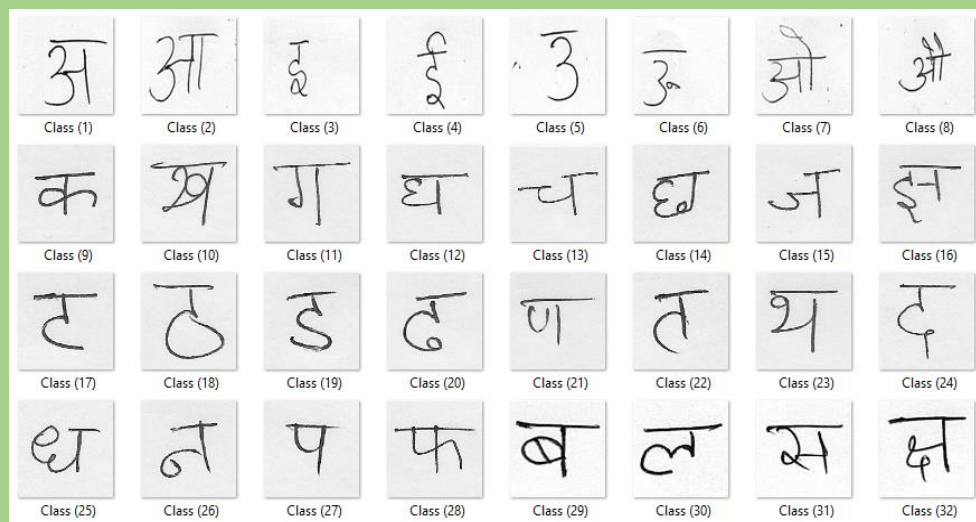 अ आ इ ई उ ऊ ओ औ
Class (1) Class (2) Class (3) Class (4) Class (5) Class (6) Class (7) Class (8)
क ख ग घ च छ ज झ
Class (9) Class (10) Class (11) Class (12) Class (13) Class (14) Class (15) Class (16)
ट ठ ड ढ ण त थ द
Class (17) Class (18) Class (19) Class (20) Class (21) Class (22) Class (23) Class (24)
ध न प फ ब ल स क्ष
Class (25) Class (26) Class (27) Class (28) Class (29) Class (30) Class (31) Class (32)